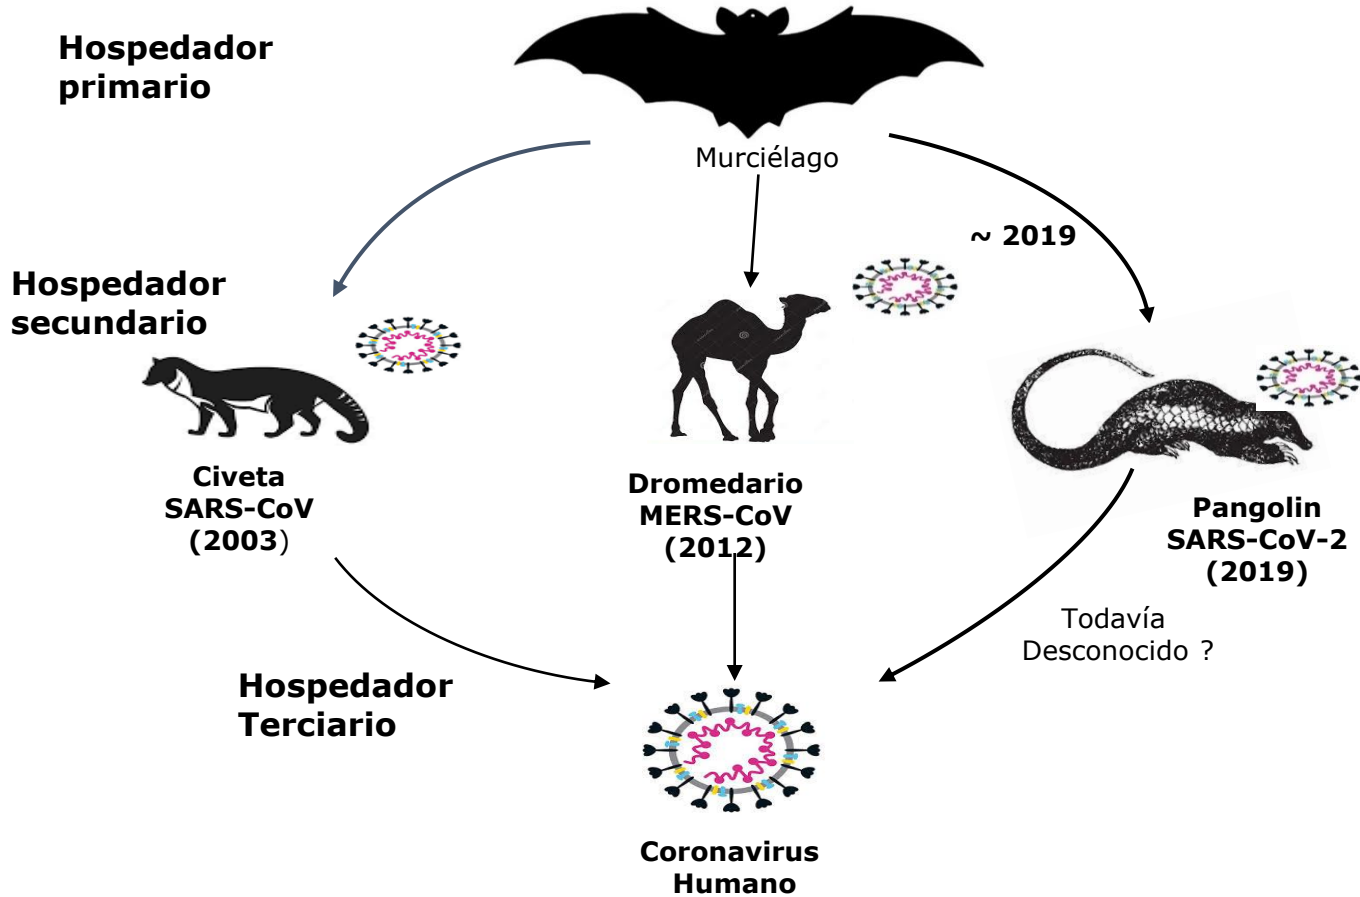 Hospedador
primario
Murciélago
~ 2019
Hospedador
secundario
Civeta
SARS-CoV
(2003)
Dromedario
MERS-CoV
(2012)
Pangolin
SARS-CoV-2
(2019)
Todavía
Desconocido ?
Hospedador
Terciario
Coronavirus
Humano